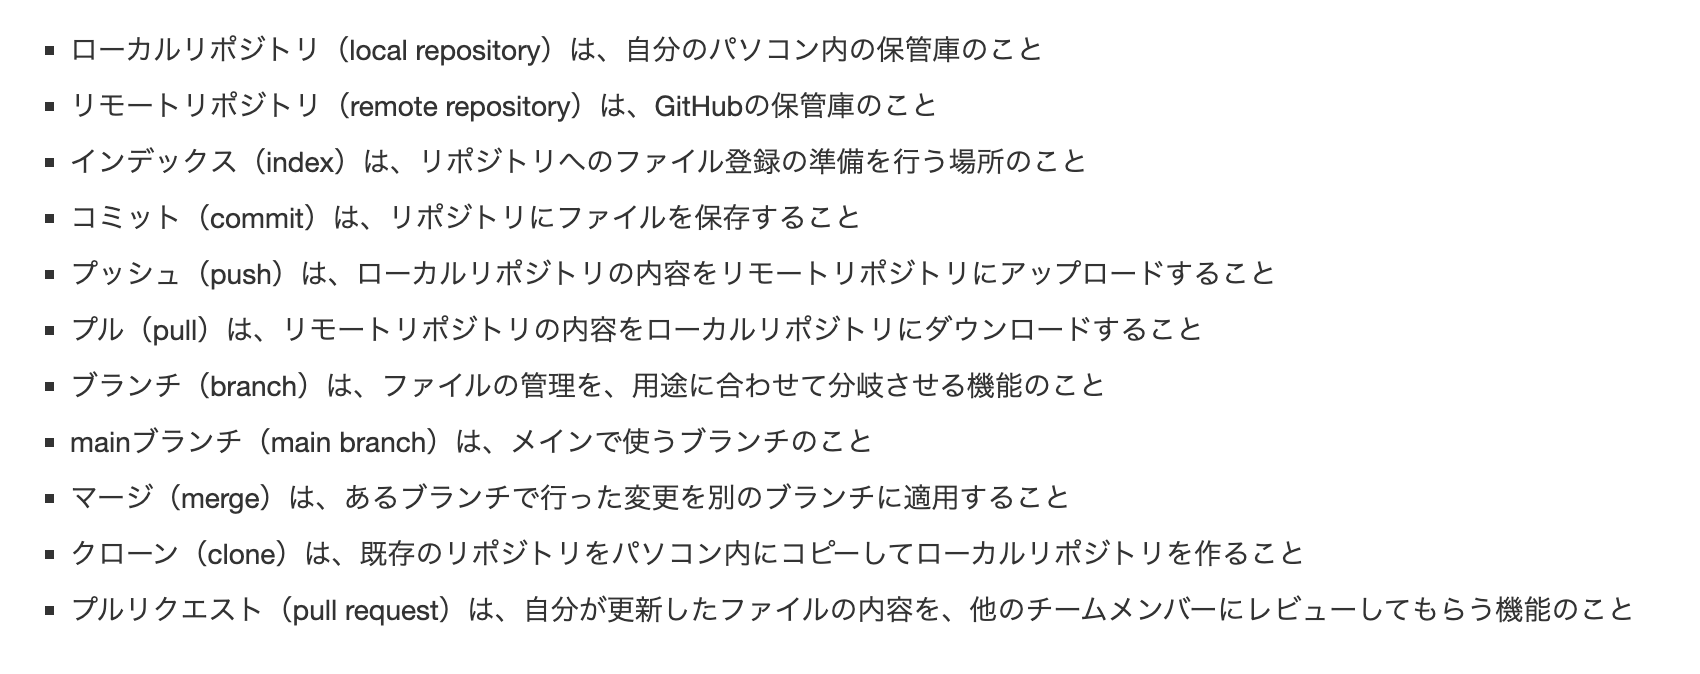 ▪ ローカルリポジトリ（local repository）は、自分のパソコン内の保管庫のこと
▪ リモートリポジトリ（remote repository）は、GitHubの保管庫のこと
▪ インデックス（index）は、リポジトリへのファイル登録の準備を行う場所のこと
▪ コミット（commit）は、リポジトリにファイルを保存すること
▪ プッシュ（push）は、ローカルリポジトリの内容をリモートリポジトリにアップロードすること
▪ プル（pull）は、リモートリポジトリの内容をローカルリポジトリにダウンロードすること
▪ ブランチ（branch）は、ファイルの管理を、用途に合わせて分岐させる機能のこと
▪ mainブランチ（main branch）は、メインで使うブランチのこと
▪ マージ（merge）は、あるブランチで行った変更を別のブランチに適用すること
▪ クローン（clone）は、既存のリポジトリをパソコン内にコピーしてローカルリポジトリを作ること
▪ プルリクエスト（pull request）は、自分が更新したファイルの内容を、他のチームメンバーにレビューしてもらう機能のこと